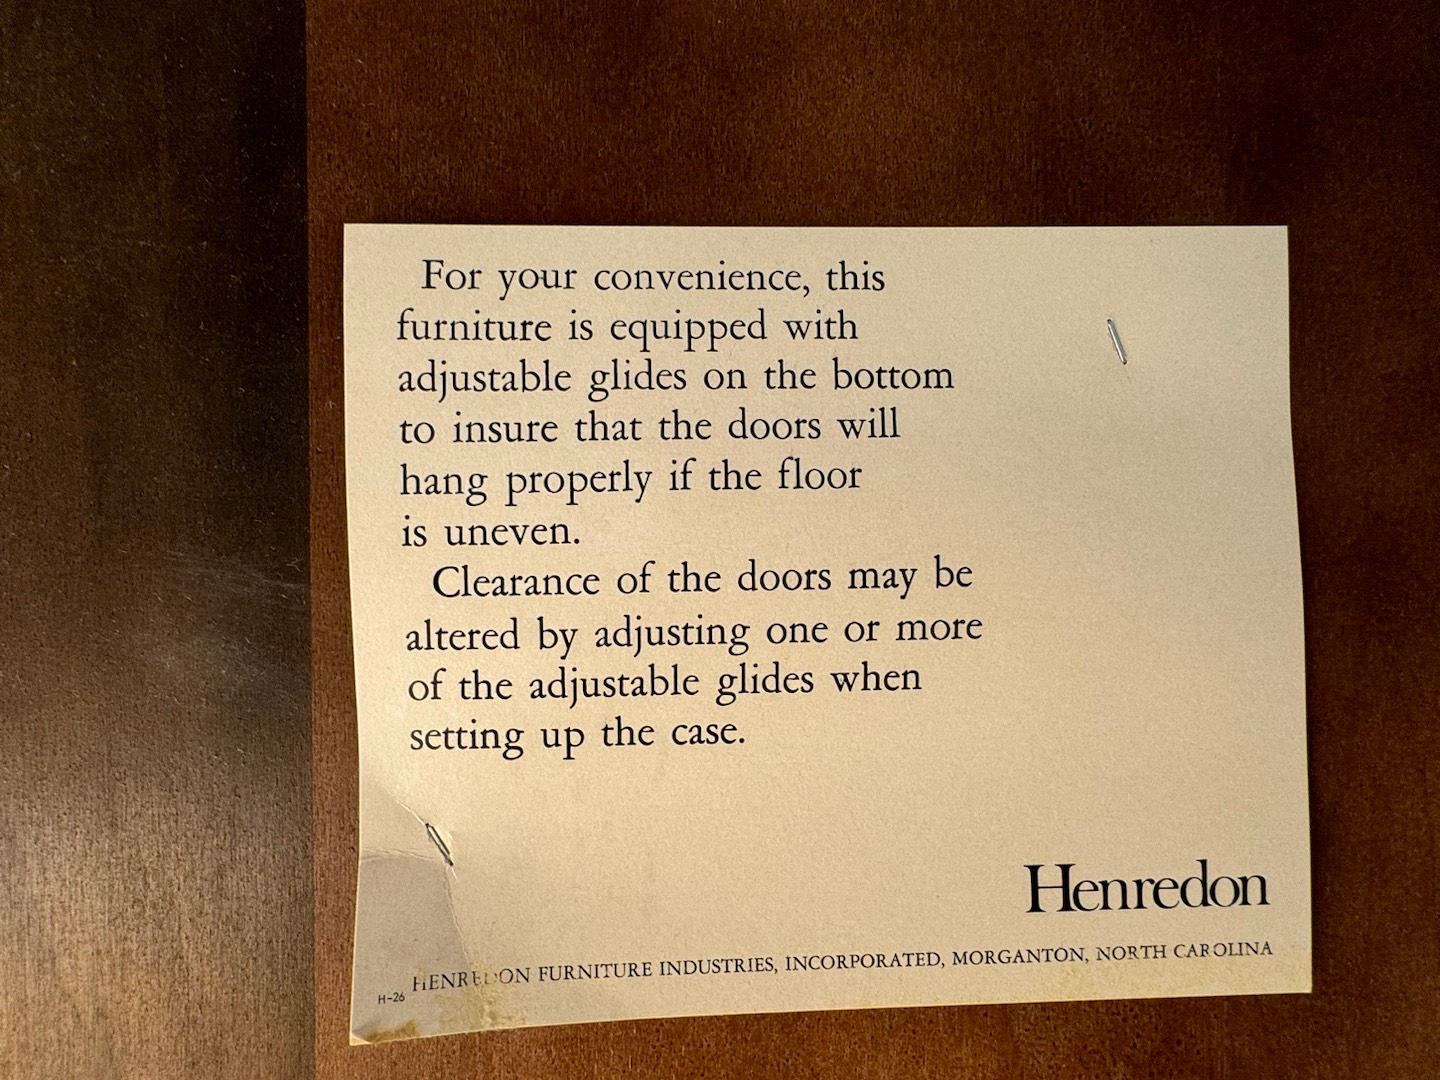 For your convenience, this
furniture is equipped with
adjustable glides on the bottom
to insure that the doors will
hang properly if the floor
is uneven.
Clearance of the doors may be
altered by adjusting one or more
of the adjustable glides when
setting up the case.
Henredon
HENREDON FURNITURE INDUSTRIES, INCORPORATED, MORGANTON, NORTH CAROLINA
H-26